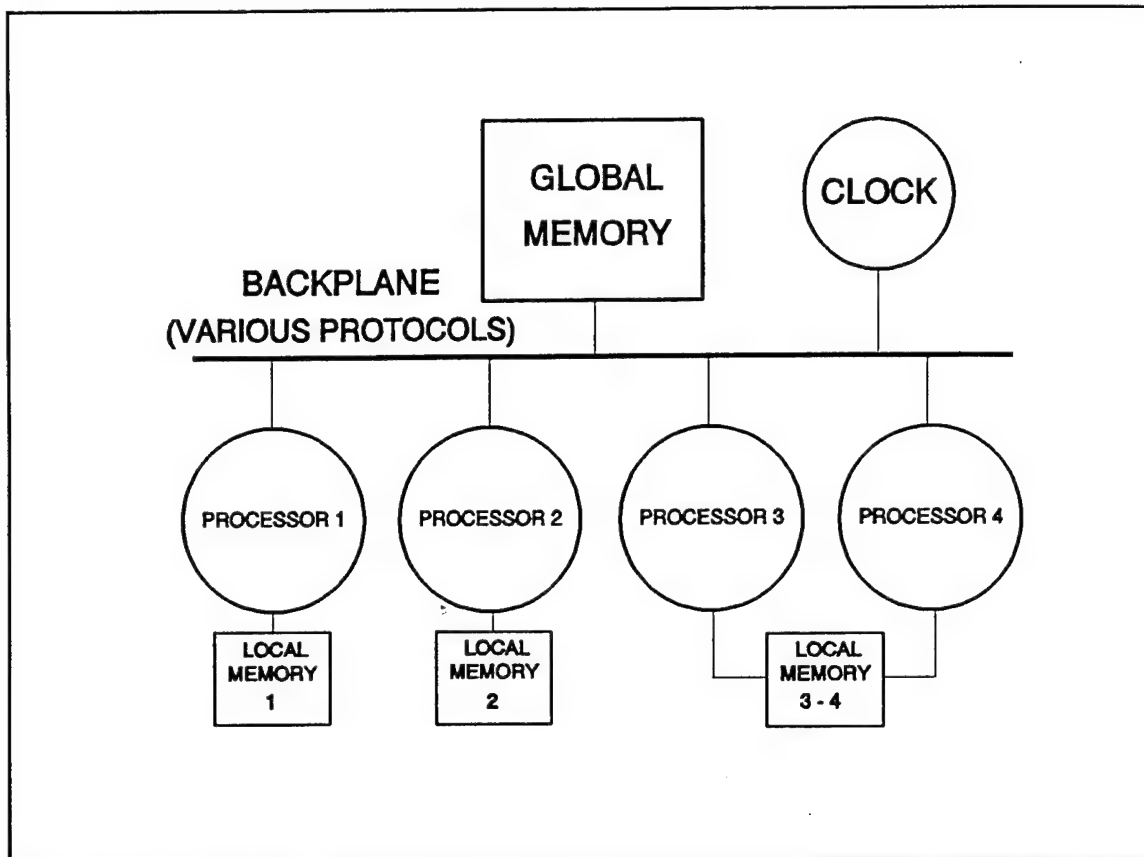 GLOBAL
MEMORY
CLOCK
BACKPLANE
(VARIOUS PROTOCOLS)
PROCESSOR 1
PROCESSOR 2
PROCESSOR 3
PROCESSOR 4
LOCAL
MEMORY
1
LOCAL
MEMORY
2
LOCAL
MEMORY
3 - 4